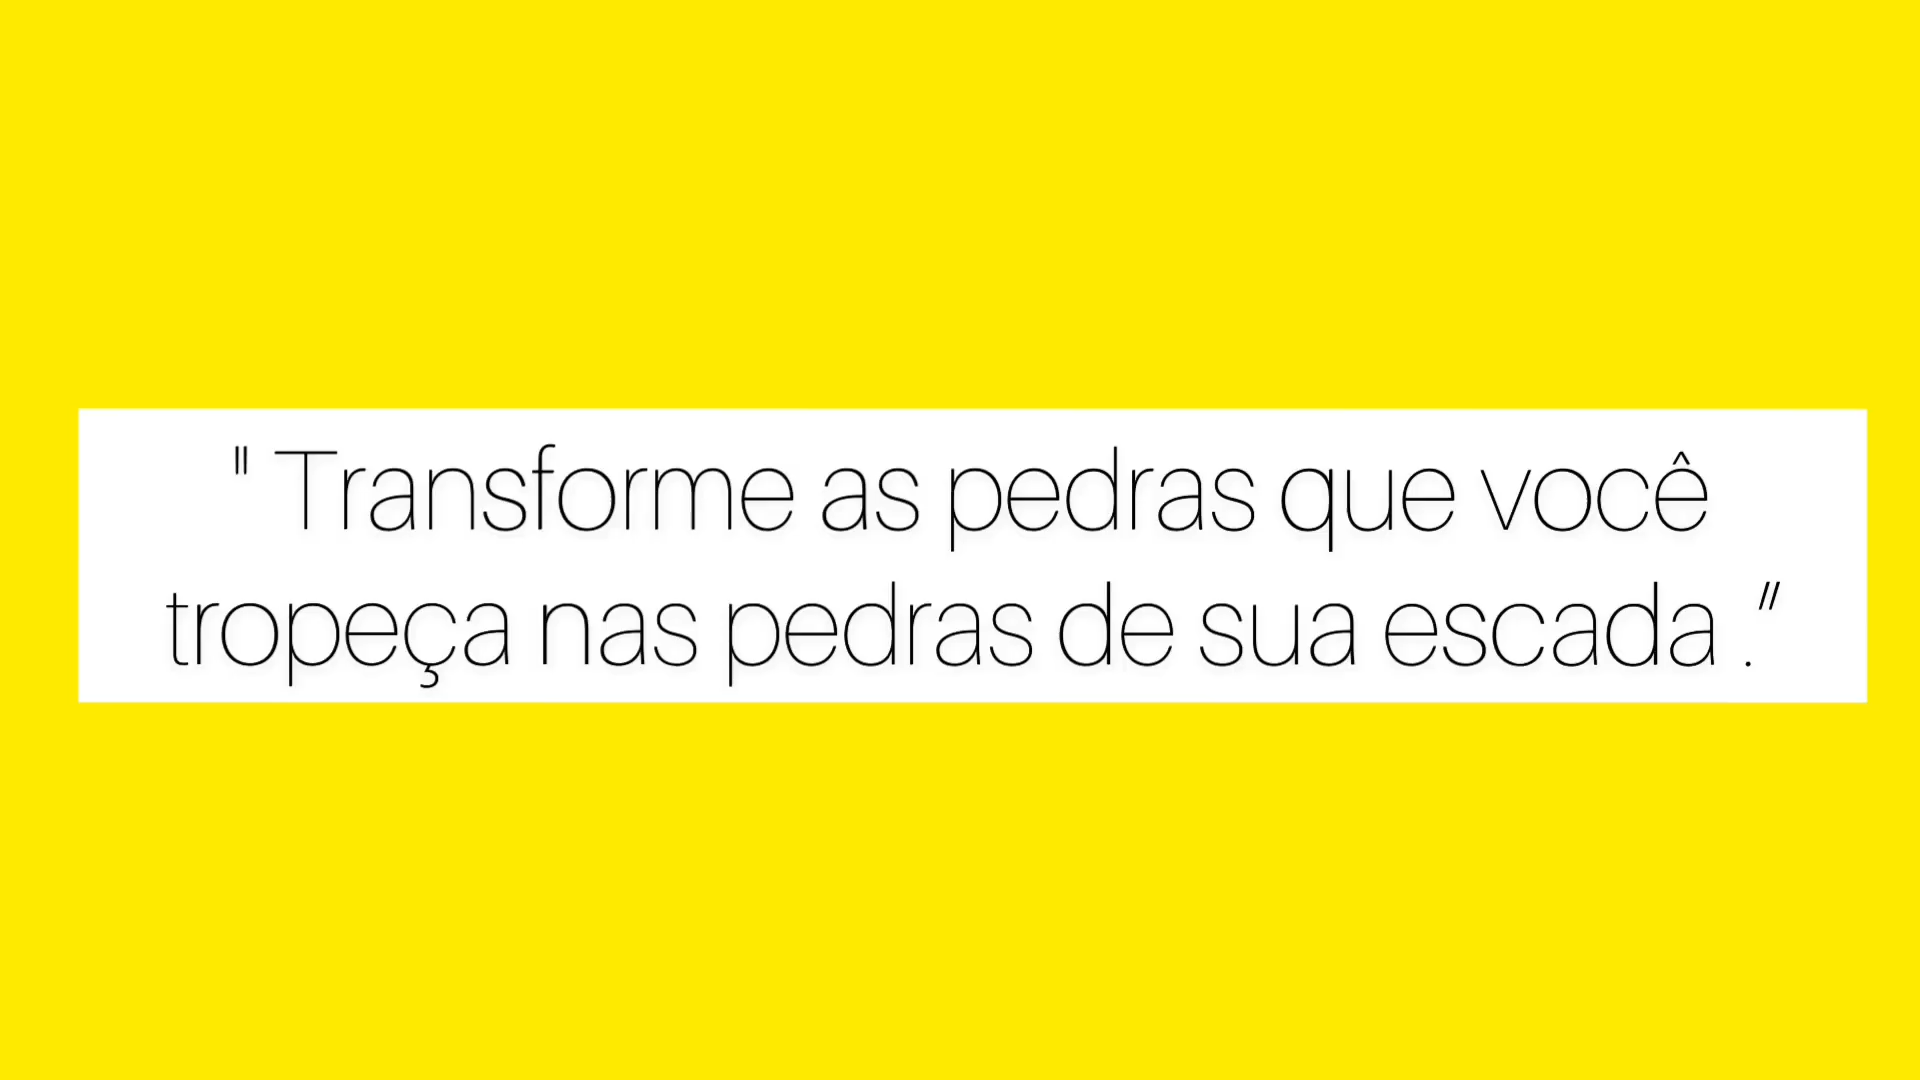 " Transforme as pedras que você
tropeça nas pedras de sua escada ."